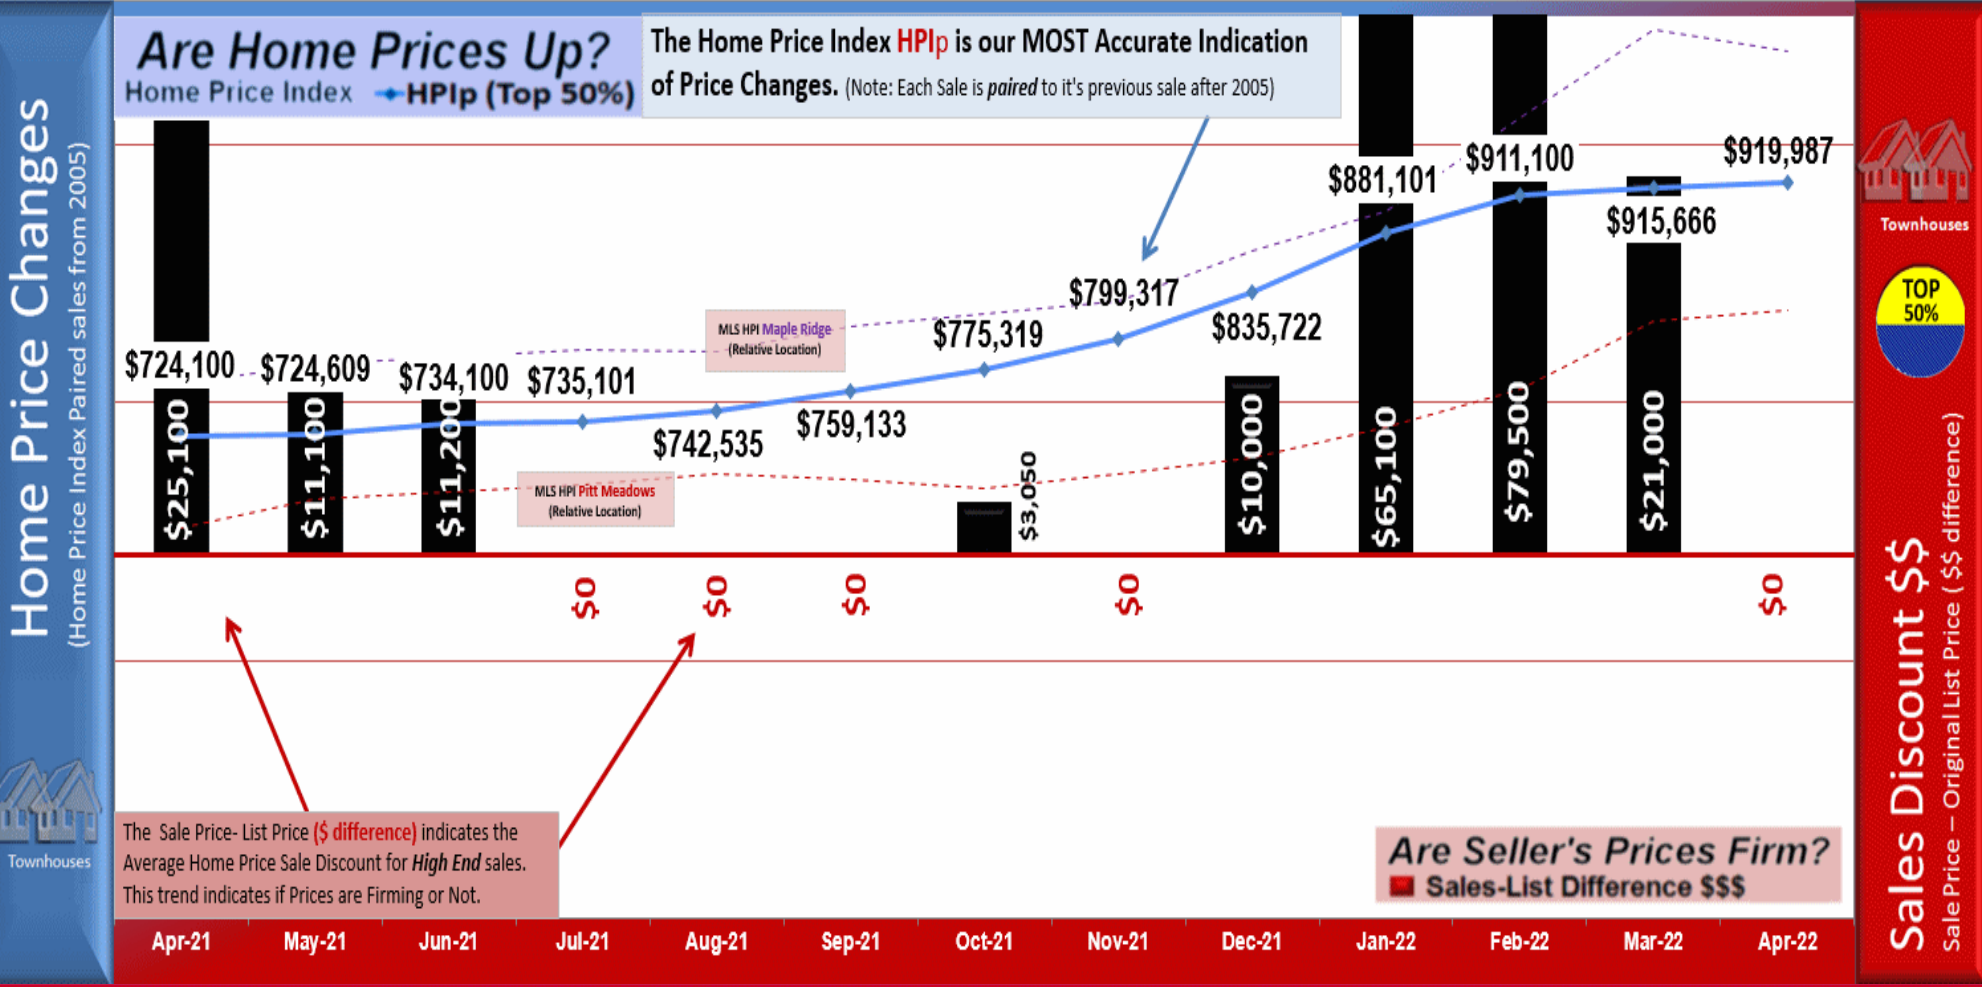 Are Home Prices Up?
Home Price Index HPIp (Top 50%)
The Home Price Index HPIp is our MOST Accurate Indication
of Price Changes. (Note: Each Sale is paired to it's previous sale after 2005)
Home Price Changes
(Home Price Index Paired sales from 2005)
Townhouses
$724,100
$724,609
$734,100
$735,101
$742,535
$759,133
$775,319
$799,317
$835,722
$881,101
$911,100
$915,666
$919,987
MLS HPI Maple Ridge
(Relative Location)
MLS HPI Pitt Meadows
(Relative Location)
$25,100
$11,100
$11,200
$0
$0
$0
$3,050
$0
$10,000
$65,100
$79,500
$21,000
$0
The Sale Price- List Price ($ difference) indicates the
Average Home Price Sale Discount for High End sales.
This trend indicates if Prices are Firming or Not.
Are Seller's Prices Firm?
Sales-List Difference $$$
Apr-21 May-21 Jun-21 Jul-21 Aug-21 Sep-21 Oct-21 Nov-21 Dec-21 Jan-22 Feb-22 Mar-22 Apr-22
Townhouses
TOP
50%
Sales Discount $$
Sale Price – Original List Price ( $$ difference)